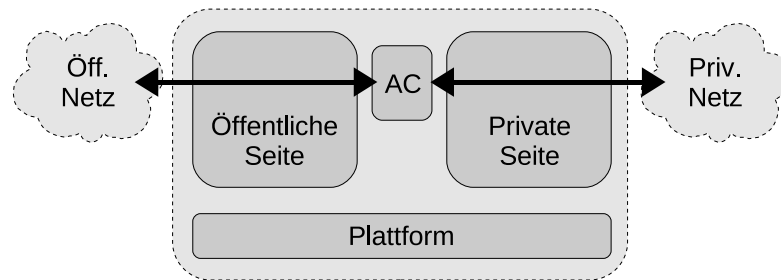 Öff.
Netz
Öffentliche
Seite
AC
Private
Seite
Priv.
Netz
Plattform